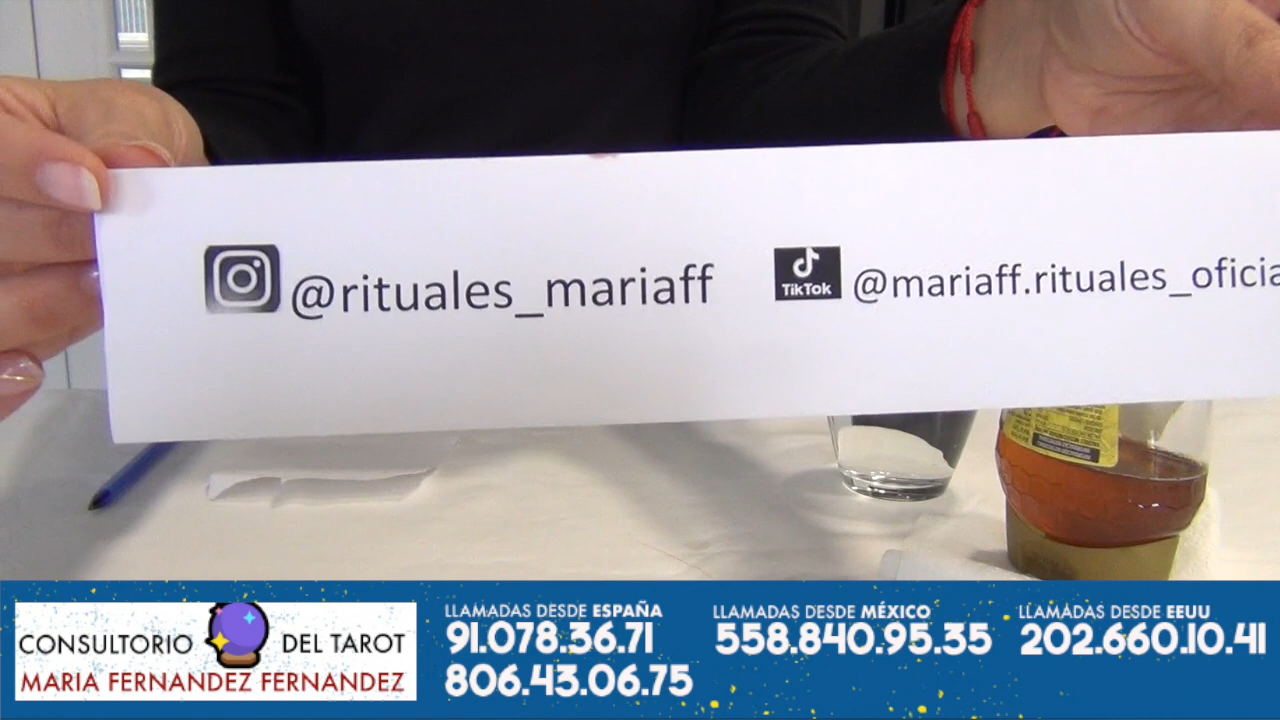 @rituales_mariaff
TikTok
@mariaff.rituales_oficia
CONSULTORIO DEL TAROT
MARIA FERNANDEZ FERNANDEZ
LLAMADAS DESDE ESPAÑA
91.078.36.71
806.43.06.75
LLAMADAS DESDE MÉXICO
558.840.95.35
LLAMADAS DESDE EEUU
202.660.10.41